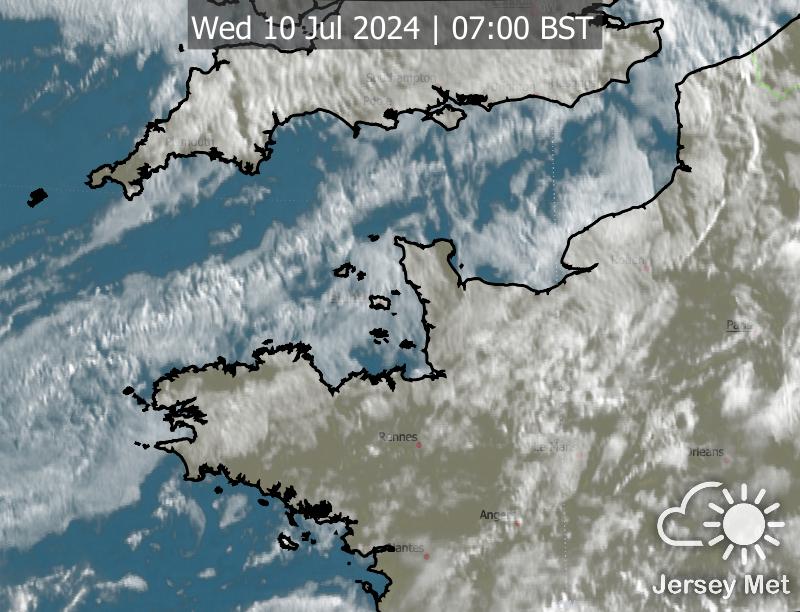 Wed 10 Jul 2024 | 07:00 BST
Southampton
Plymouth
Rouen
Paris
Rennes
Le Mans
Orleans
Angers
Nantes
Jersey Met